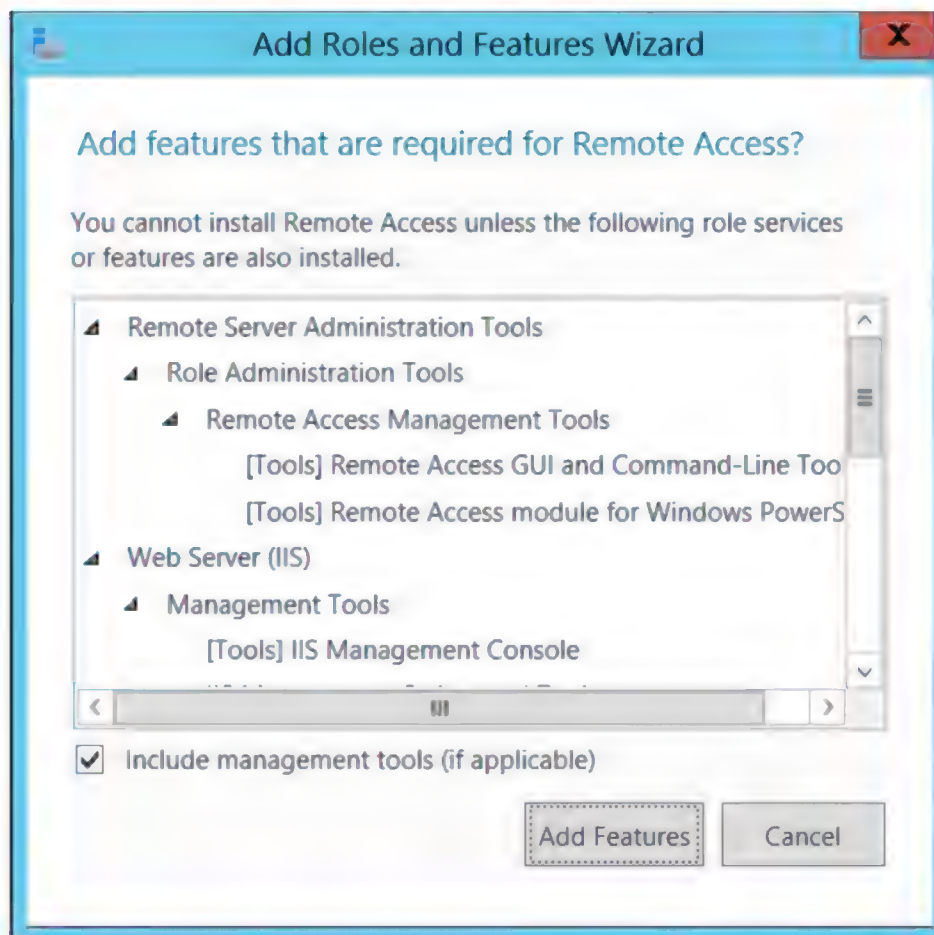 Add Roles and Features Wizard
X
Add features that are required for Remote Access?
You cannot install Remote Access unless the following role services
or features are also installed.
Remote Server Administration Tools
Role Administration Tools
Remote Access Management Tools
[Tools] Remote Access GUI and Command-Line Too
[Tools] Remote Access module for Windows PowerS
Web Server (IIS)
Management Tools
[Tools] IIS Management Console
Include management tools (if applicable)
Add Features
Cancel